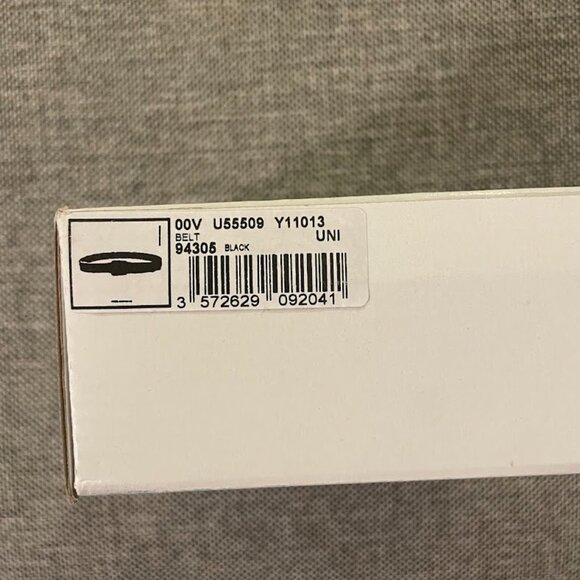 00V U55509 Y11013
BELT UNI
94305 BLACK
3 572629 092041